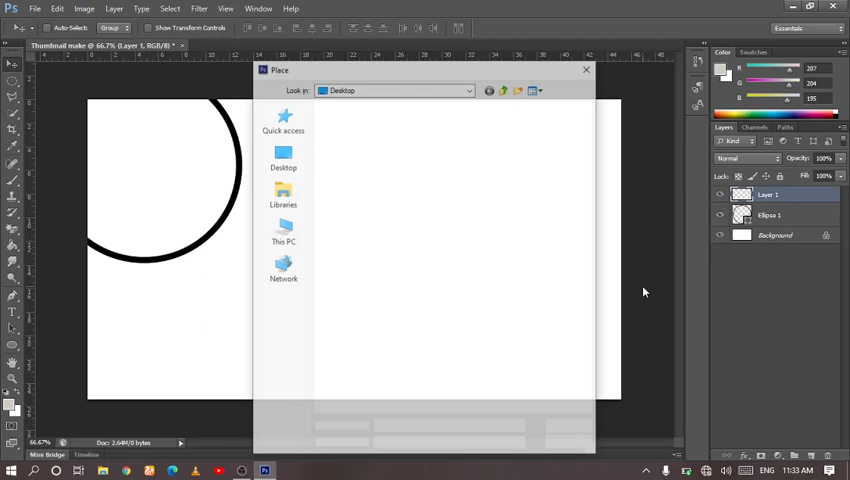 Ps File Edit Image Layer Type Select Filter View Window Help
Auto-Select: Group Show Transform Controls Essentials
Thumbnail make @ 66.7% (Layer 1, RGB/8) *
Place
Look in: Desktop
Quick access
Desktop
Libraries
This PC
Network
Color Swatches
R 207
G 204
B 195
Layers Channels Paths
Kind
Normal Opacity: 100%
Lock: Fill: 100%
Layer 1
Ellipse 1
Background
66.67% Doc: 2.64M/0 bytes
Mini Bridge Timeline
ENG 11:33 AM